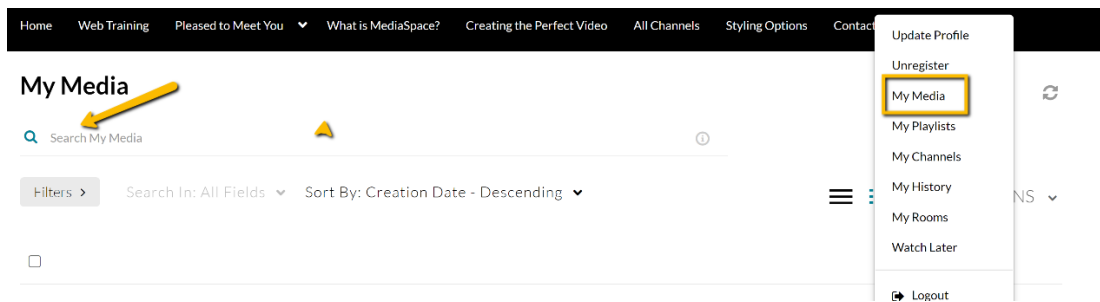 Home Web Training Pleased to Meet You What is MediaSpace? Creating the Perfect Video All Channels Styling Options Contact
My Media
Search My Media
Filters Search In: All Fields Sort By: Creation Date - Descending
NS
Update Profile
Unregister
My Media
My Playlists
My Channels
My History
My Rooms
Watch Later
Logout